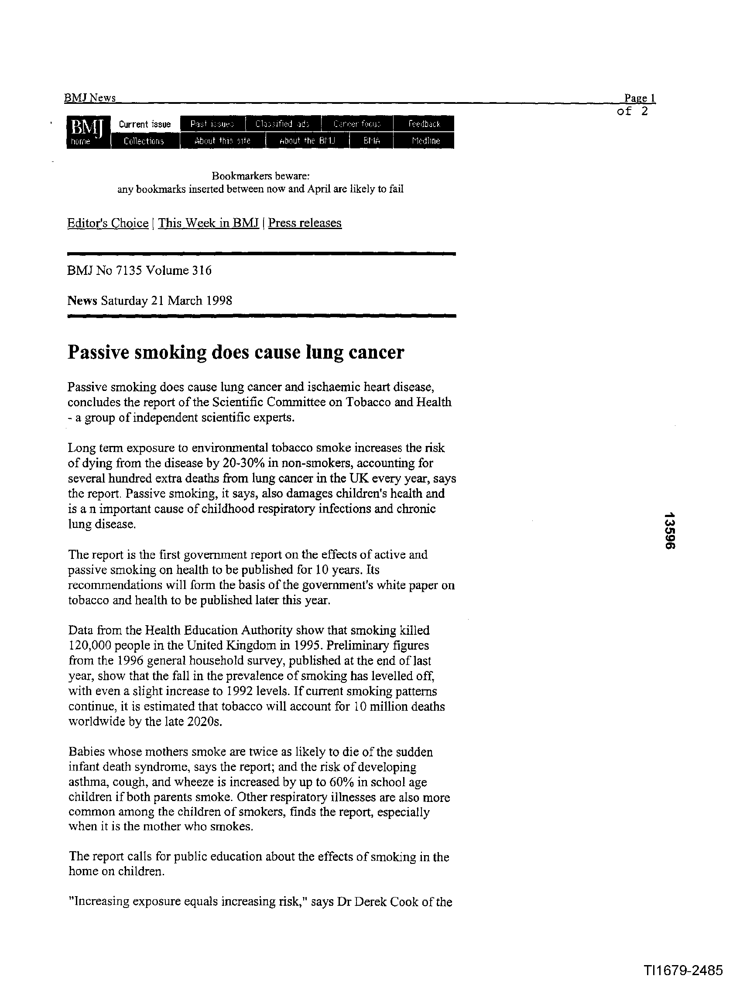 BMJ News
Page 1
of 2
BMJ
home
Current issue
Past issues
Classified ads
Career focus
Feedback
Collections
About this site
About the BMJ
BMA
Medline
Bookmarkers beware:
any bookmarks inserted between now and April are likely to fail
Editor's Choice | This Week in BMJ | Press releases
BMJ No 7135 Volume 316
News Saturday 21 March 1998
Passive smoking does cause lung cancer
Passive smoking does cause lung cancer and ischaemic heart disease,
concludes the report of the Scientific Committee on Tobacco and Health
- a group of independent scientific experts.
Long term exposure to environmental tobacco smoke increases the risk
of dying from the disease by 20-30% in non-smokers, accounting for
several hundred extra deaths from lung cancer in the UK every year, says
the report. Passive smoking, it says, also damages children's health and
is a n important cause of childhood respiratory infections and chronic
lung disease.
The report is the first government report on the effects of active and
passive smoking on health to be published for 10 years. Its
recommendations will form the basis of the government's white paper on
tobacco and health to be published later this year.
Data from the Health Education Authority show that smoking killed
120,000 people in the United Kingdom in 1995. Preliminary figures
from the 1996 general household survey, published at the end of last
year, show that the fall in the prevalence of smoking has levelled off,
with even a slight increase to 1992 levels. If current smoking patterns
continue, it is estimated that tobacco will account for 10 million deaths
worldwide by the late 2020s.
Babies whose mothers smoke are twice as likely to die of the sudden
infant death syndrome, says the report; and the risk of developing
asthma, cough, and wheeze is increased by up to 60% in school age
children if both parents smoke. Other respiratory illnesses are also more
common among the children of smokers, finds the report, especially
when it is the mother who smokes.
The report calls for public education about the effects of smoking in the
home on children.
"Increasing exposure equals increasing risk," says Dr Derek Cook of the
13596
TI1679-2485